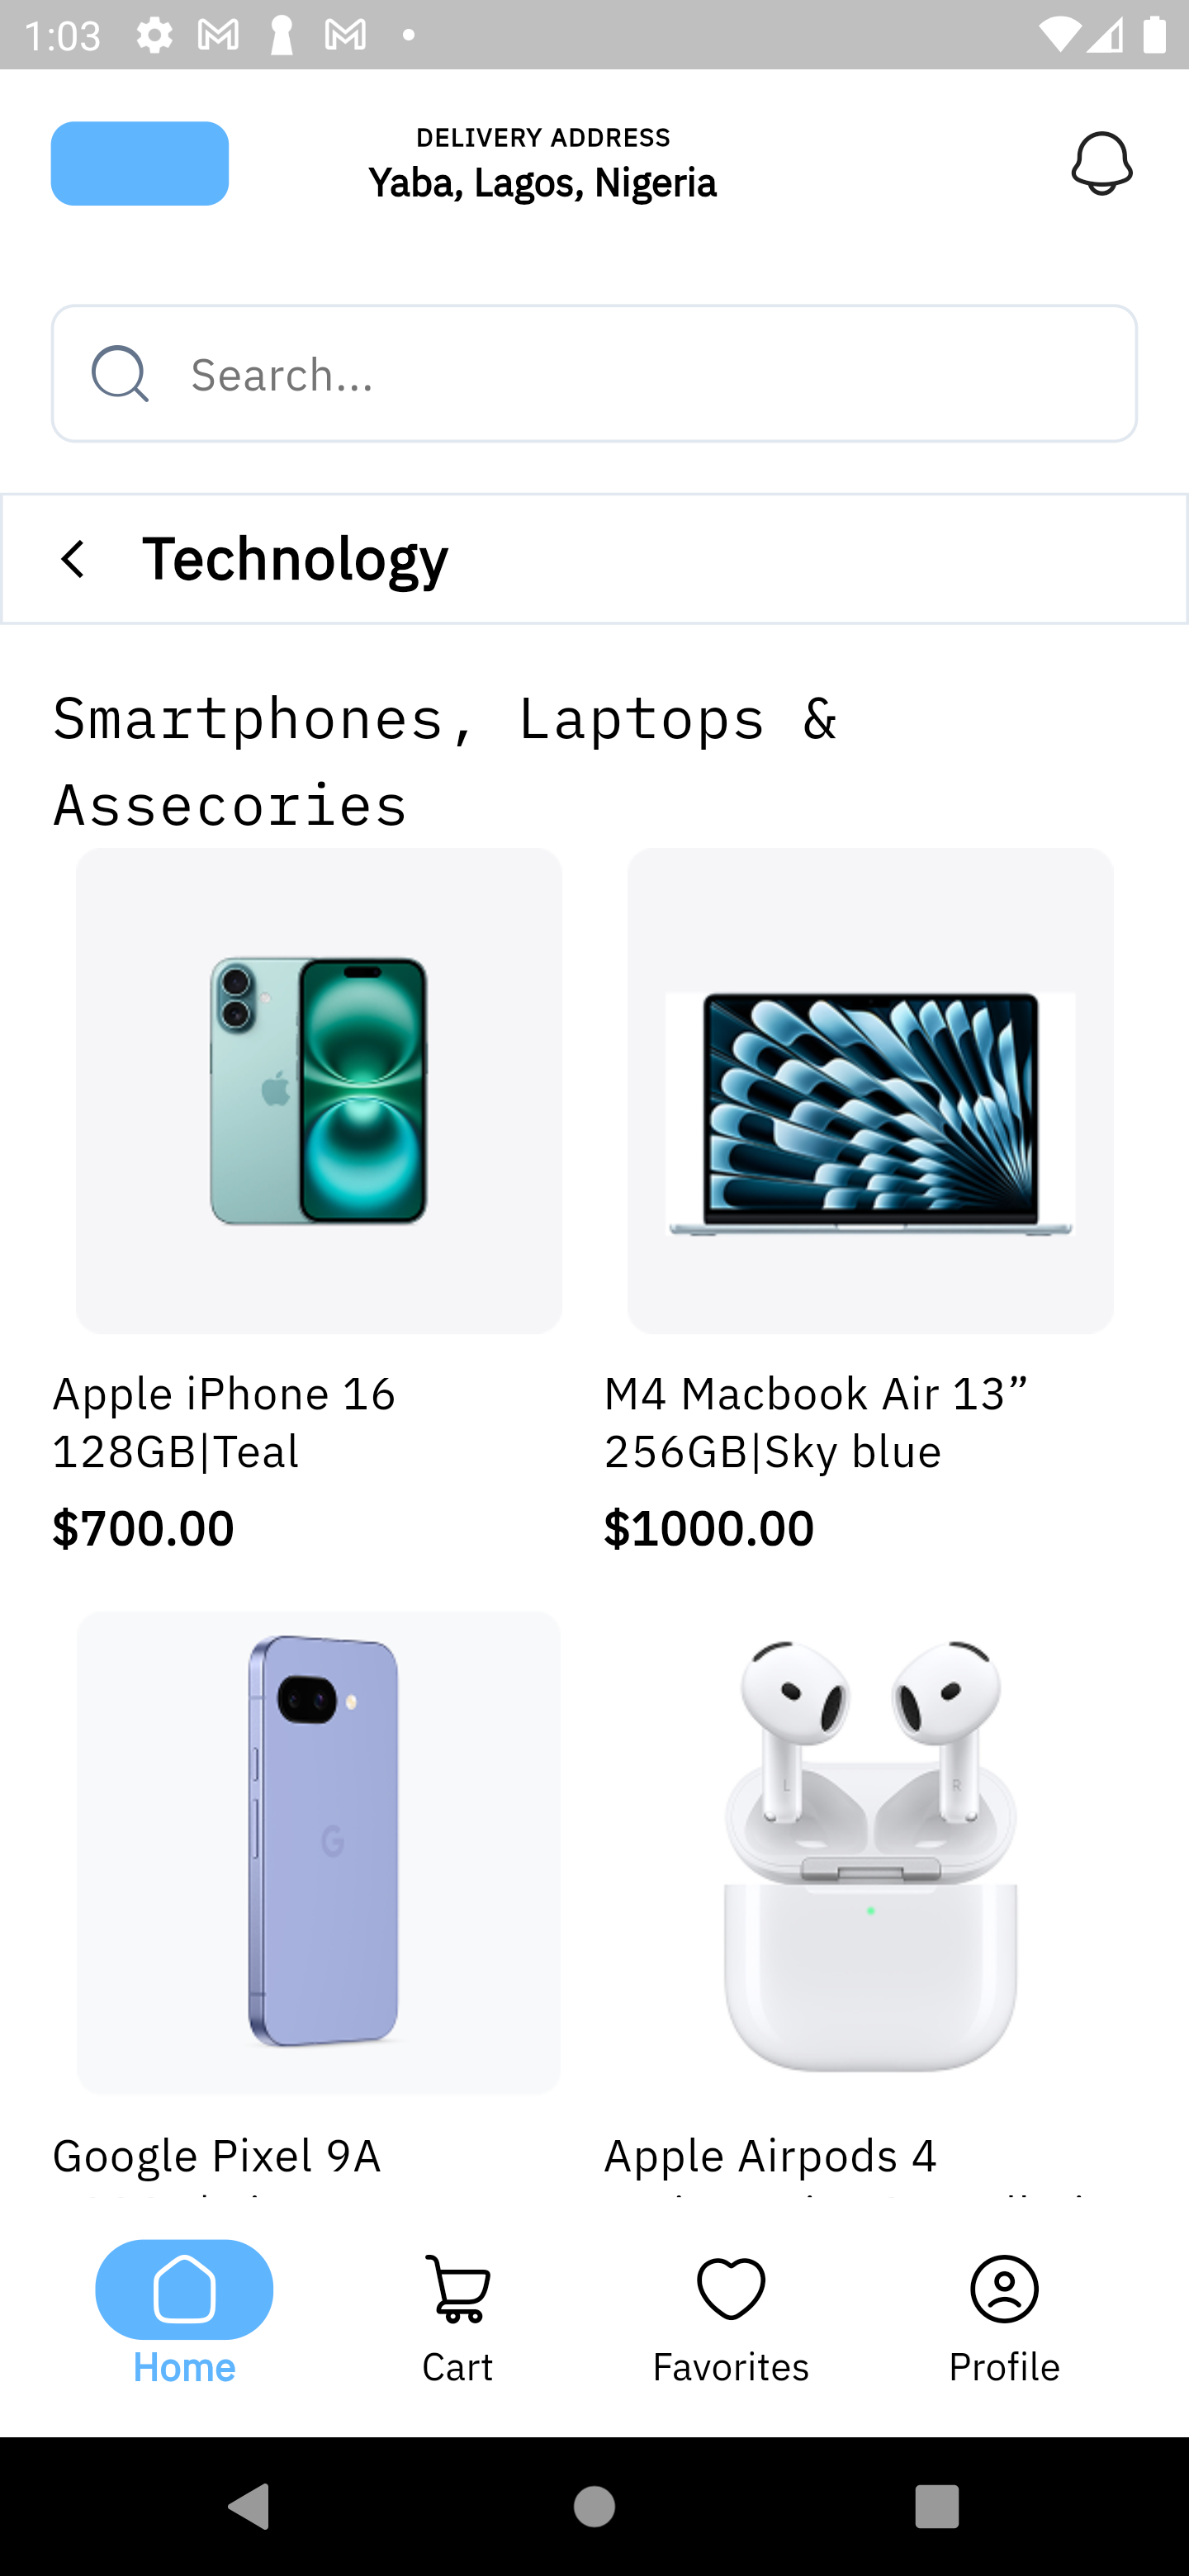 1:03
DELIVERY ADDRESS
Yaba, Lagos, Nigeria
Search...
Technology
Smartphones, Laptops &
Assecories
Apple iPhone 16
128GB|Teal
$700.00
M4 Macbook Air 13”
256GB|Sky blue
$1000.00
L
R
G
Google Pixel 9A
Apple Airpods 4
Home
Cart
Favorites
Profile